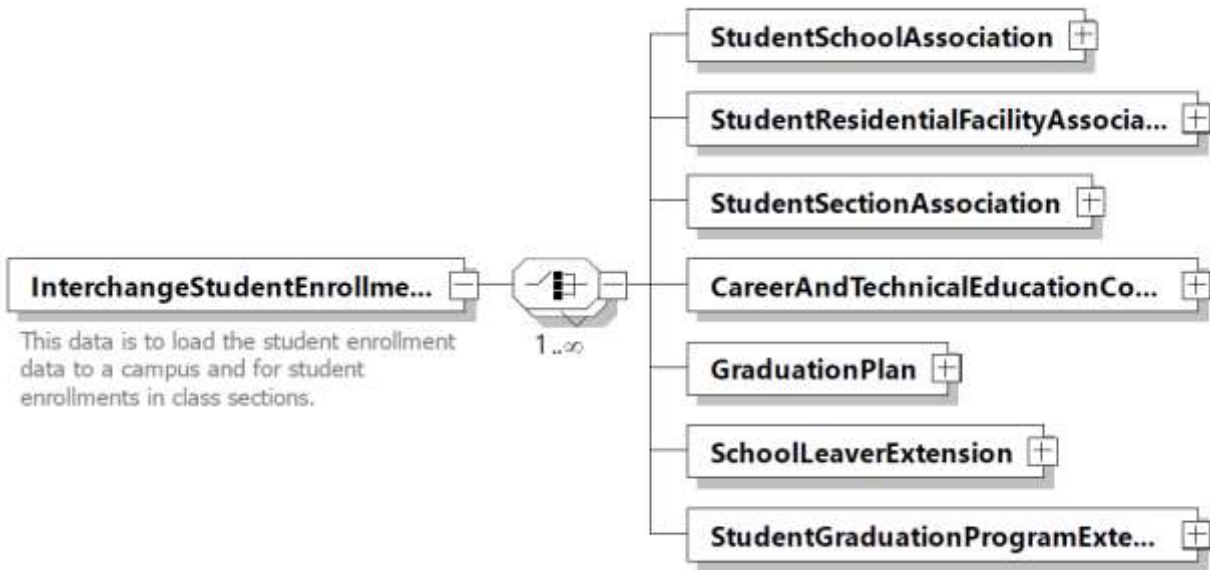 StudentSchoolAssociation
StudentResidentialFacilityAssocia...
StudentSectionAssociation
InterchangeStudentEnrollme...
CareerAndTechnicalEducationCo...
This data is to load the student enrollment
data to a campus and for student
enrollments in class sections.
1..∞
GraduationPlan
SchoolLeaverExtension
StudentGraduationProgramExte...